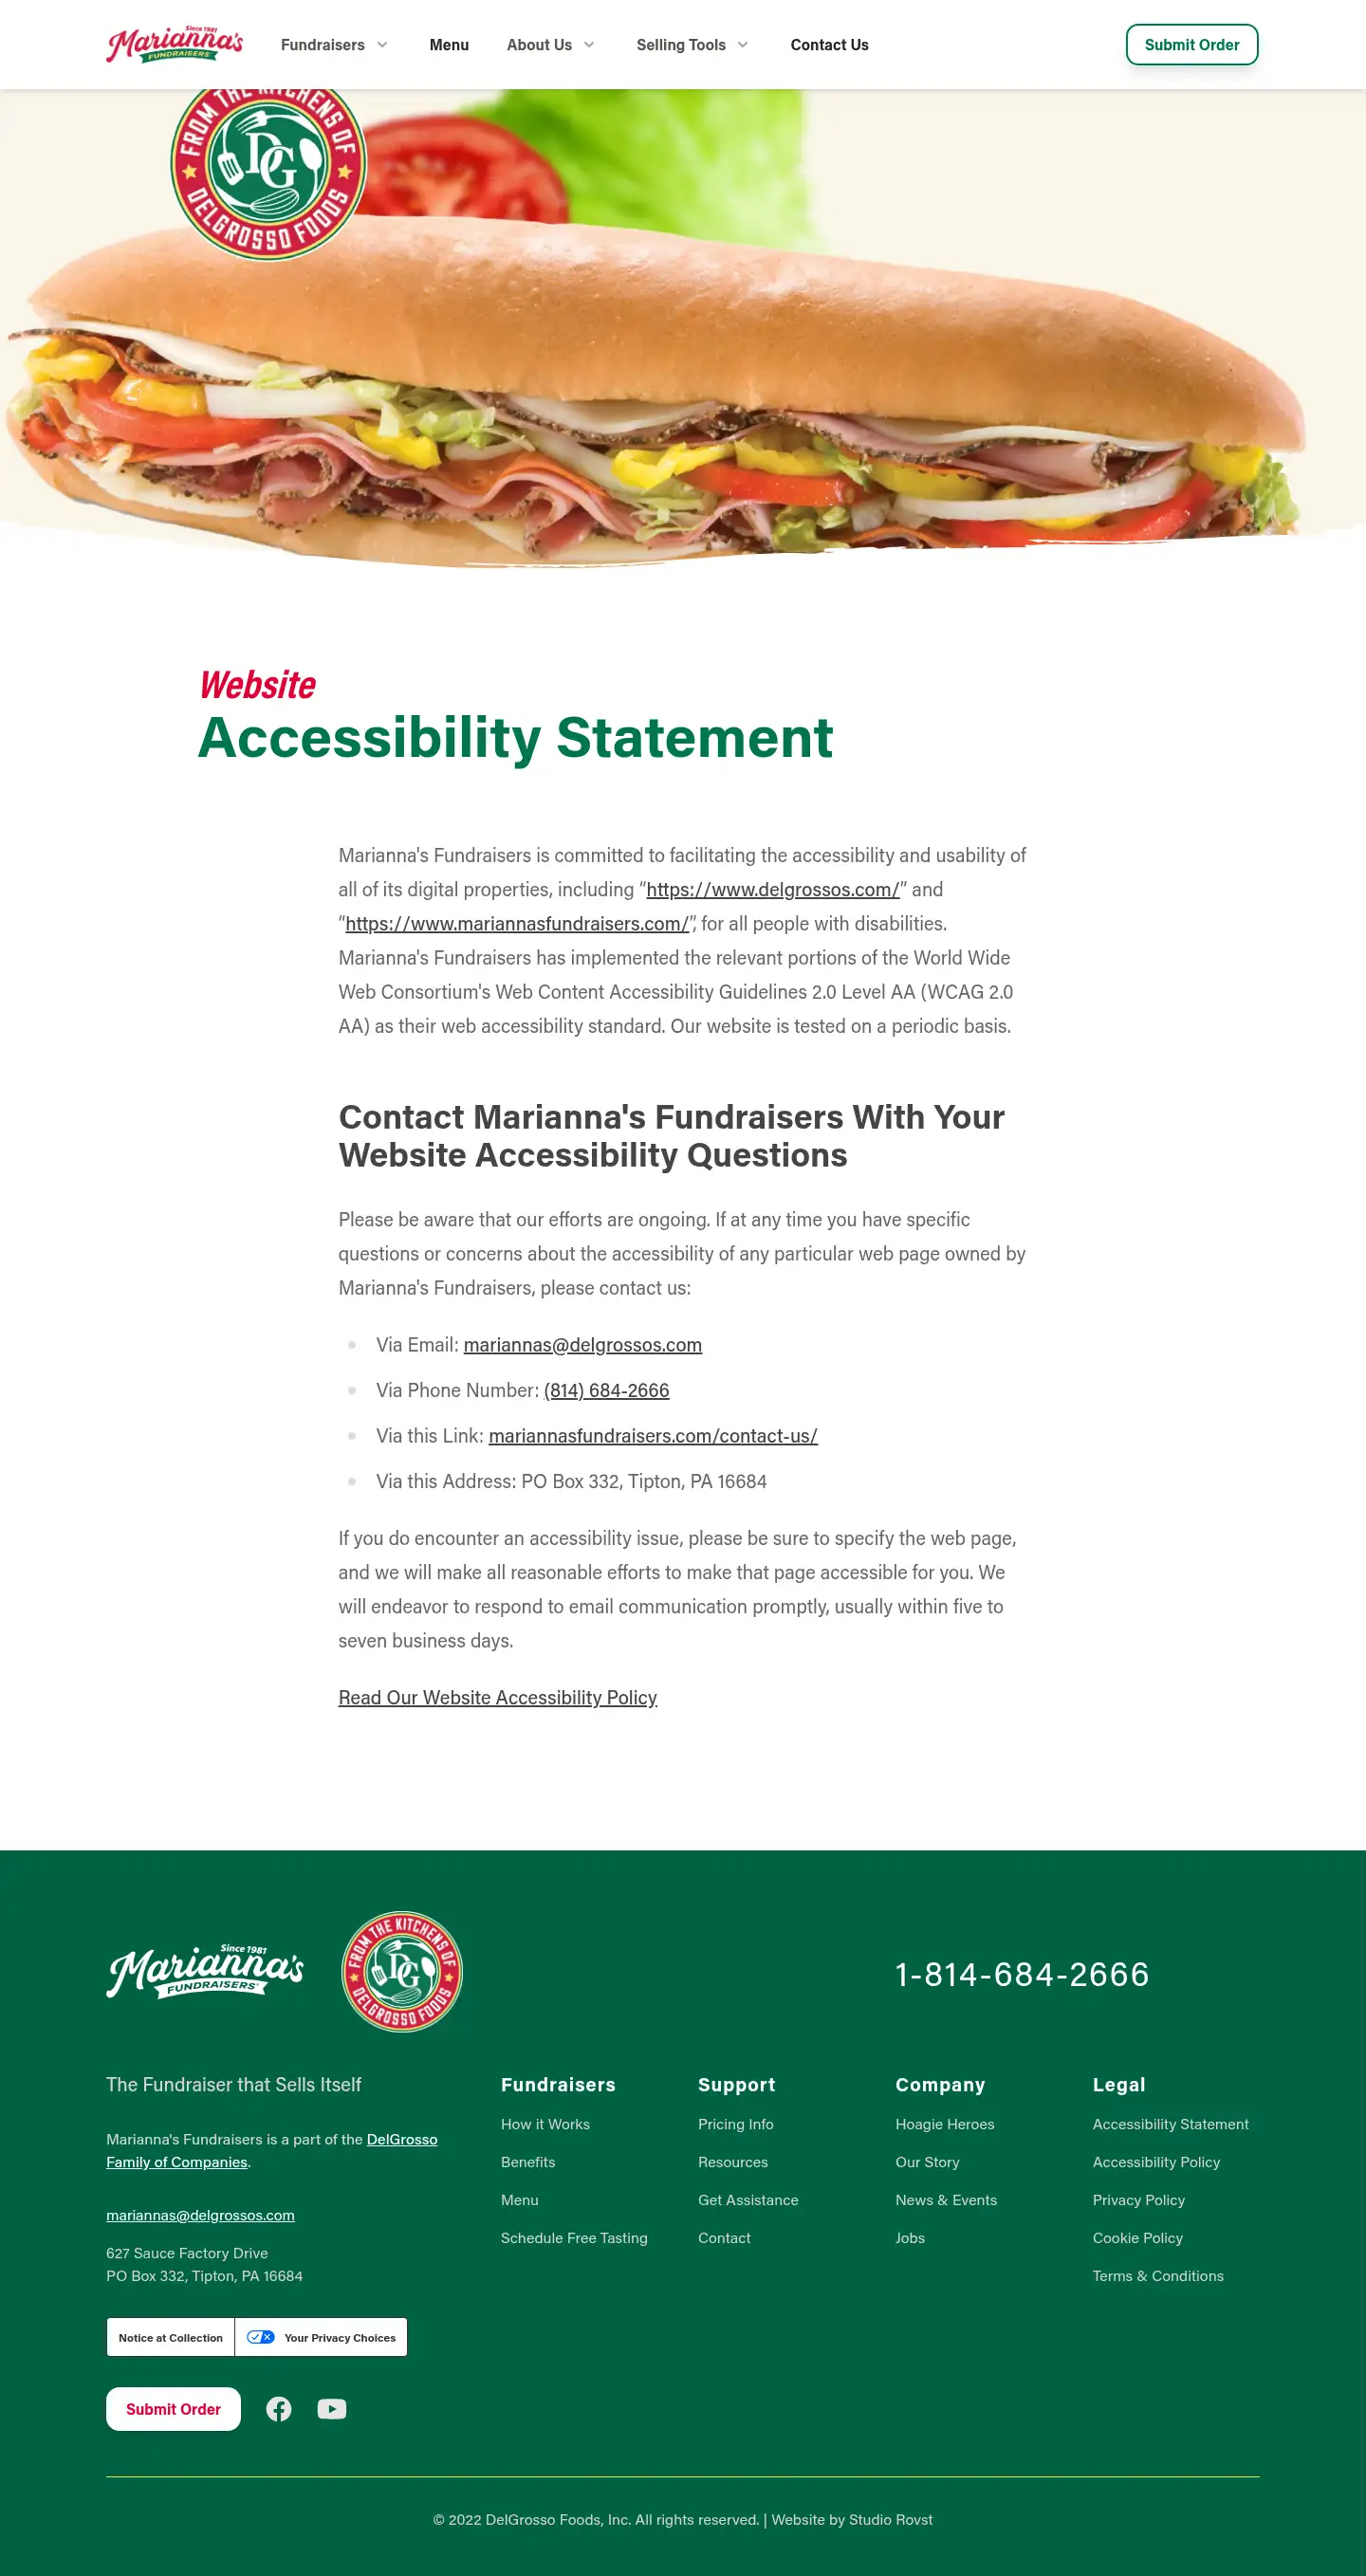 Since 1981
Marianna's
FUNDRAISERS
Fundraisers
Menu
About Us
Selling Tools
Contact Us
Submit Order
FROM THE KITCHENS OF
DG
DELGROSSO FOODS
Website
Accessibility Statement
Marianna's Fundraisers is committed to facilitating the accessibility and usability of
all of its digital properties, including “https://www.delgrossos.com/” and
“https://www.mariannasfundraisers.com/”, for all people with disabilities.
Marianna's Fundraisers has implemented the relevant portions of the World Wide
Web Consortium's Web Content Accessibility Guidelines 2.0 Level AA (WCAG 2.0
AA) as their web accessibility standard. Our website is tested on a periodic basis.
Contact Marianna's Fundraisers With Your
Website Accessibility Questions
Please be aware that our efforts are ongoing. If at any time you have specific
questions or concerns about the accessibility of any particular web page owned by
Marianna's Fundraisers, please contact us:
Via Email: mariannas@delgrossos.com
Via Phone Number: (814) 684-2666
Via this Link: mariannasfundraisers.com/contact-us/
Via this Address: PO Box 332, Tipton, PA 16684
If you do encounter an accessibility issue, please be sure to specify the web page,
and we will make all reasonable efforts to make that page accessible for you. We
will endeavor to respond to email communication promptly, usually within five to
seven business days.
Read Our Website Accessibility Policy
Since 1981
Marianna's
FUNDRAISERS
FROM THE KITCHENS OF
DG
DELGROSSO FOODS
1-814-684-2666
The Fundraiser that Sells Itself
Marianna's Fundraisers is a part of the DelGrosso
Family of Companies.
mariannas@delgrossos.com
627 Sauce Factory Drive
PO Box 332, Tipton, PA 16684
Notice at Collection
Your Privacy Choices
Submit Order
Fundraisers
How it Works
Benefits
Menu
Schedule Free Tasting
Support
Pricing Info
Resources
Get Assistance
Contact
Company
Hoagie Heroes
Our Story
News & Events
Jobs
Legal
Accessibility Statement
Accessibility Policy
Privacy Policy
Cookie Policy
Terms & Conditions
© 2022 DelGrosso Foods, Inc. All rights reserved. | Website by Studio Rovst